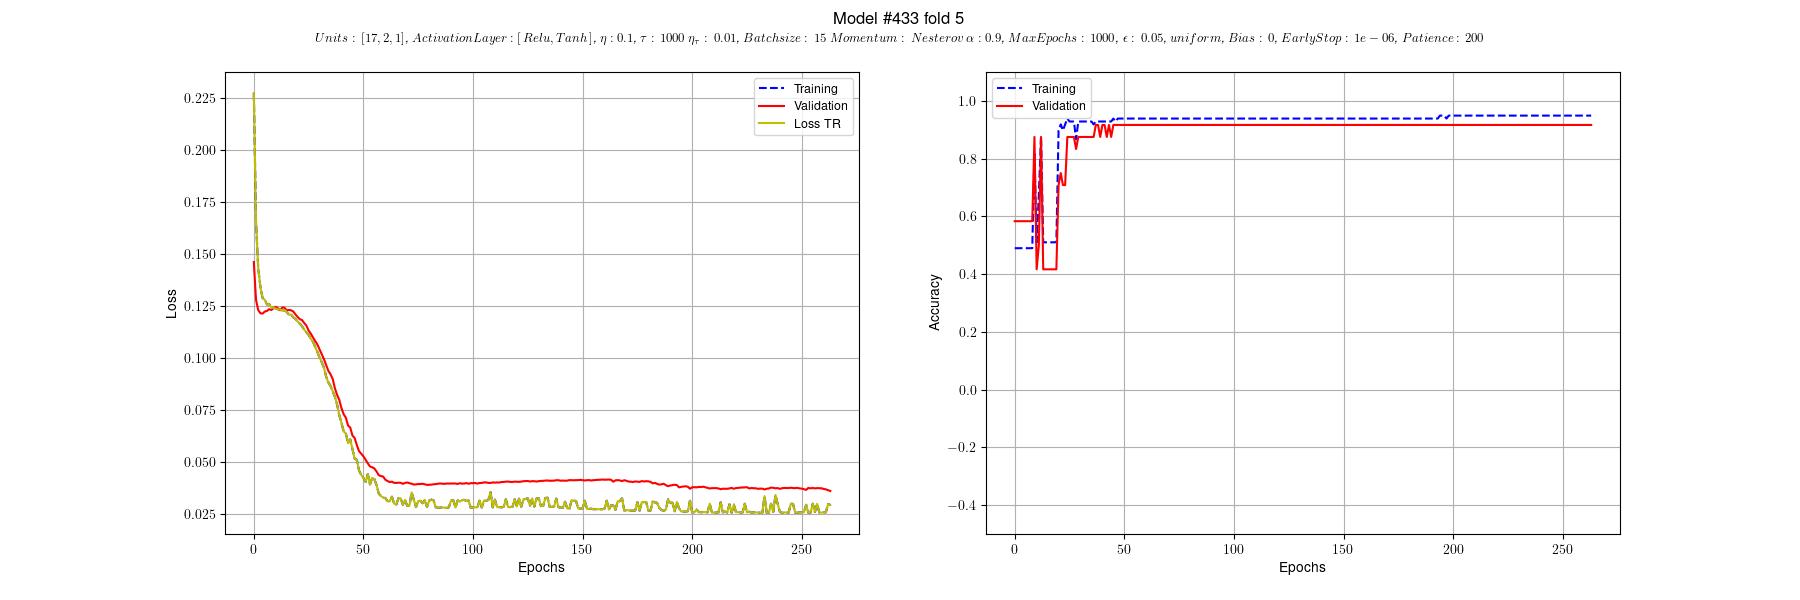 Model #433 fold 5
Units : [17, 2, 1], ActivationLayer : [ Relu, Tanh ], η : 0.1, τ : 1000 ητ : 0.01, Batchsize : 15 Momentum : Nesterov α : 0.9, MaxEpochs : 1000, ϵ : 0.05, uniform, Bias : 0, EarlyStop : 1e − 06, Patience : 200
Training
Validation
Loss TR
0.225
0.200
0.175
0.150
0.125
0.100
0.075
0.050
0.025
Loss
0 50 100 150 200 250
Epochs
Training
Validation
1.0
0.8
0.6
0.4
0.2
0.0
−0.2
−0.4
Accuracy
0 50 100 150 200 250
Epochs